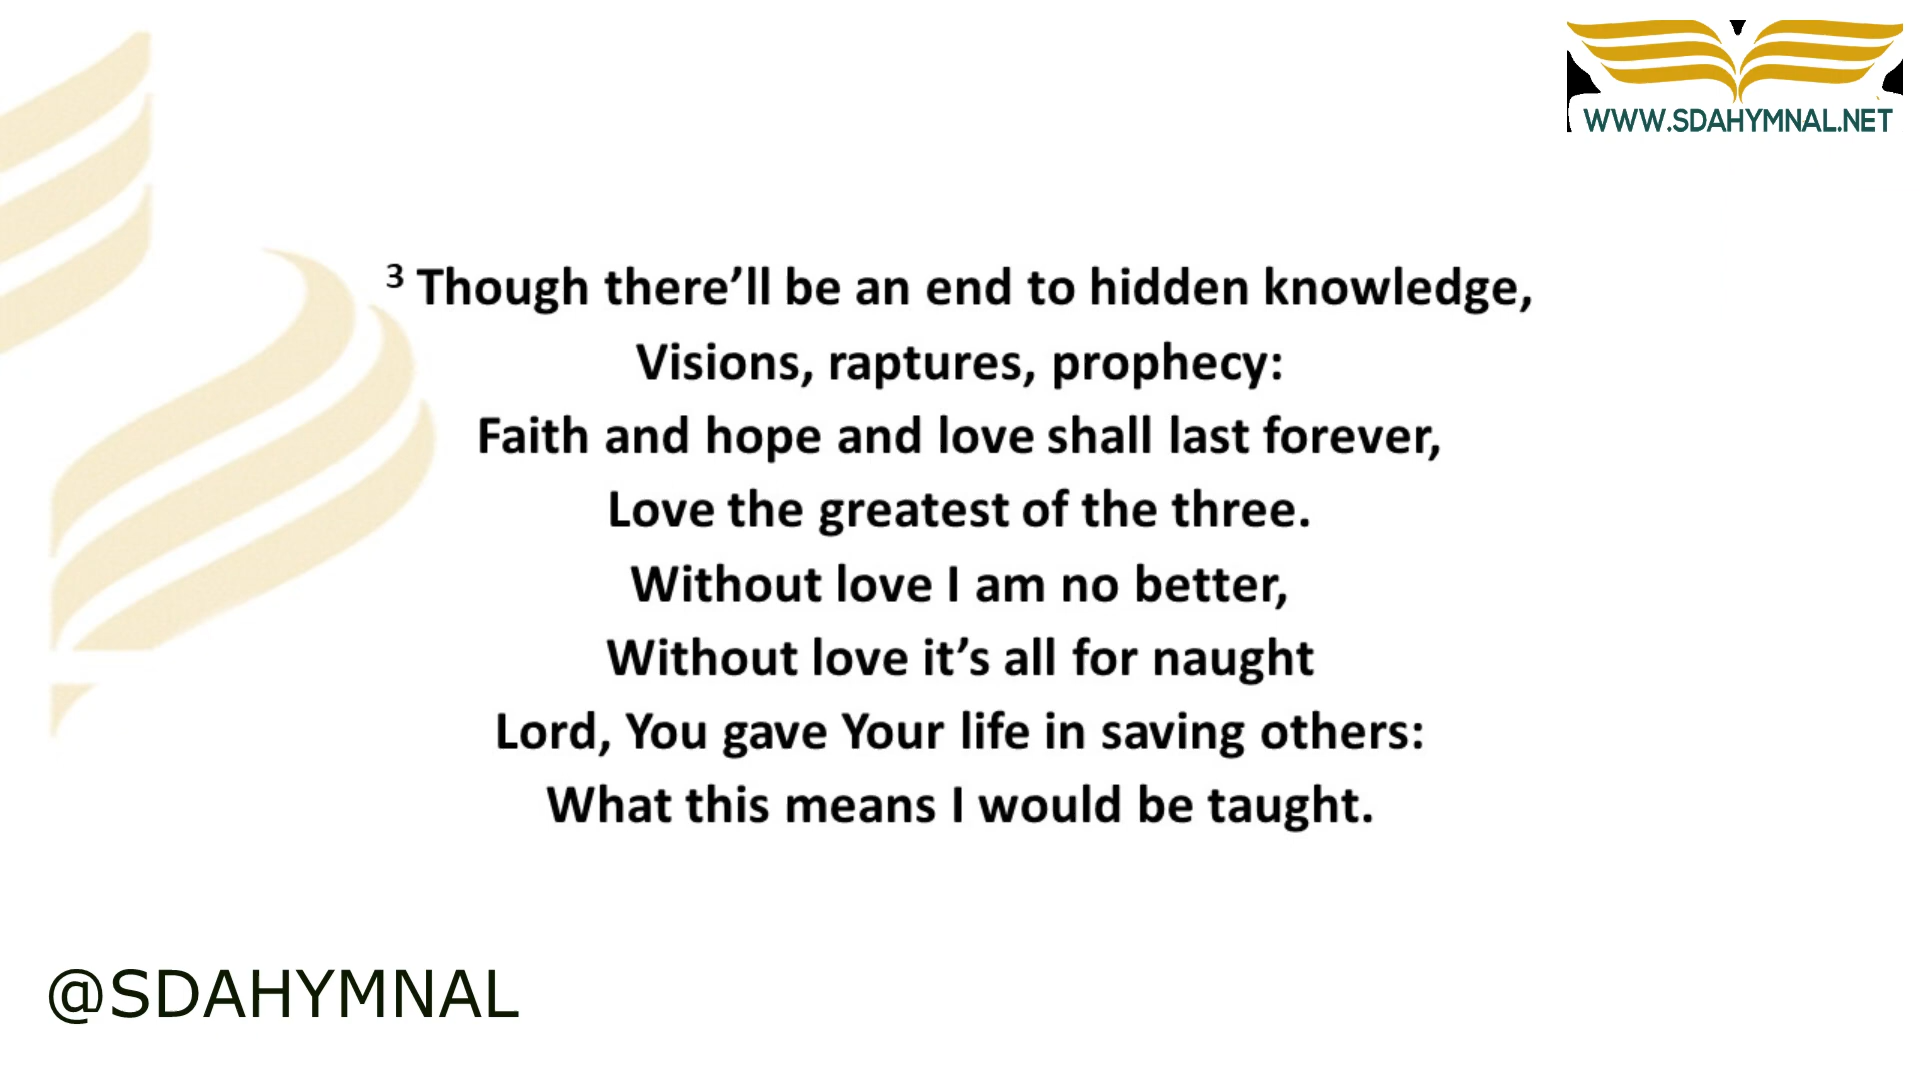 WWW.SDAHYMNAL.NET
3 Though there’ll be an end to hidden knowledge,
Visions, raptures, prophecy:
Faith and hope and love shall last forever,
Love the greatest of the three.
Without love I am no better,
Without love it’s all for naught
Lord, You gave Your life in saving others:
What this means I would be taught.
@SDAHYMNAL